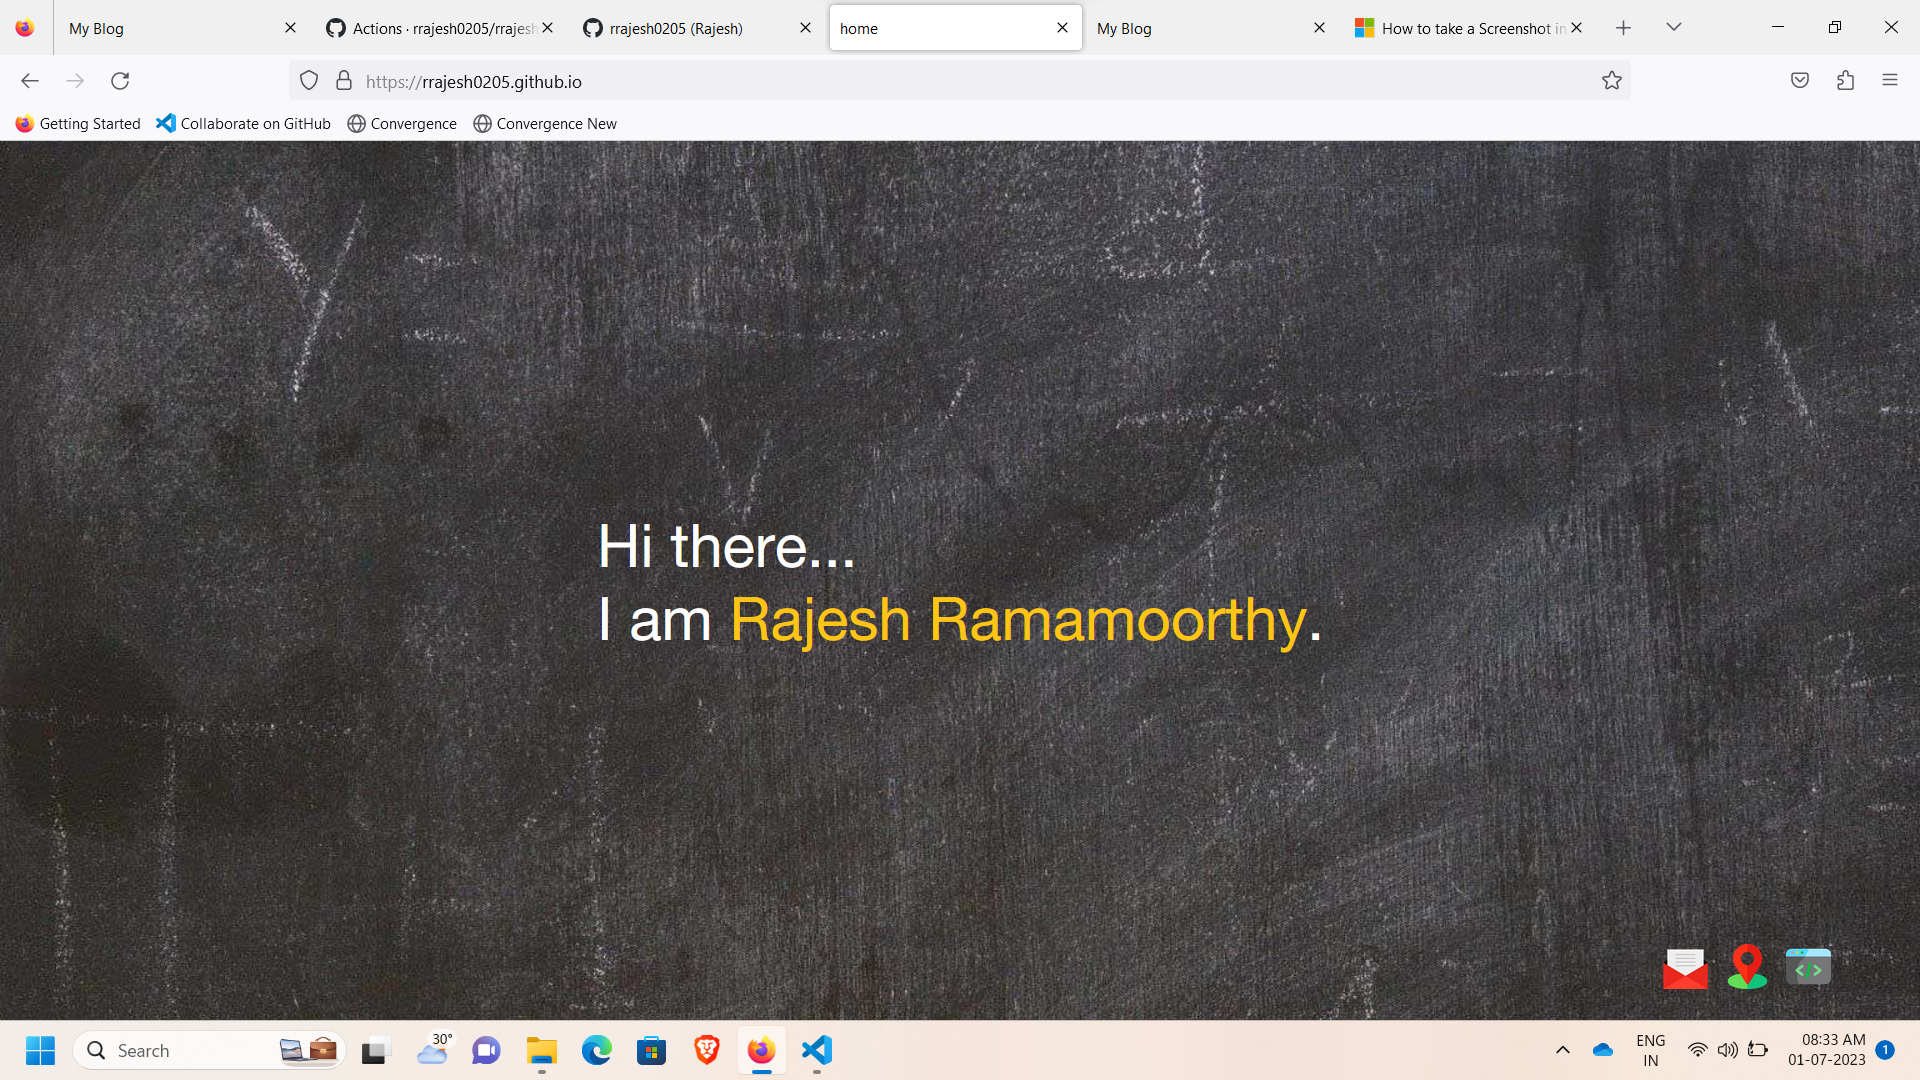 My Blog
Actions · rrajesh0205/rrajesh
rrajesh0205 (Rajesh)
home
My Blog
How to take a Screenshot in
https://rrajesh0205.github.io
Getting Started
Collaborate on GitHub
Convergence
Convergence New
Hi there...
I am Rajesh Ramamoorthy.
</>
Search
30°
ENG
IN
08:33 AM
01-07-2023
1